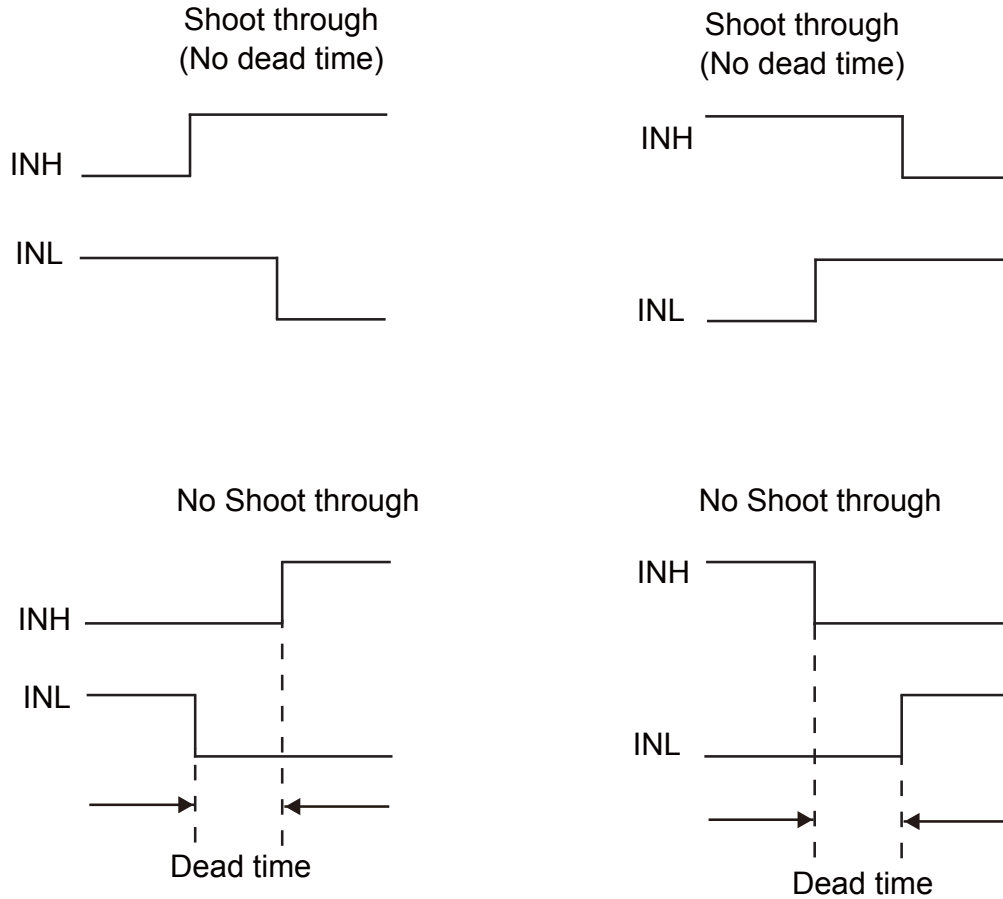 Shoot through
(No dead time)
INH
INL
Shoot through
(No dead time)
INH
INL
No Shoot through
INH
INL
Dead time
No Shoot through
INH
INL
Dead time